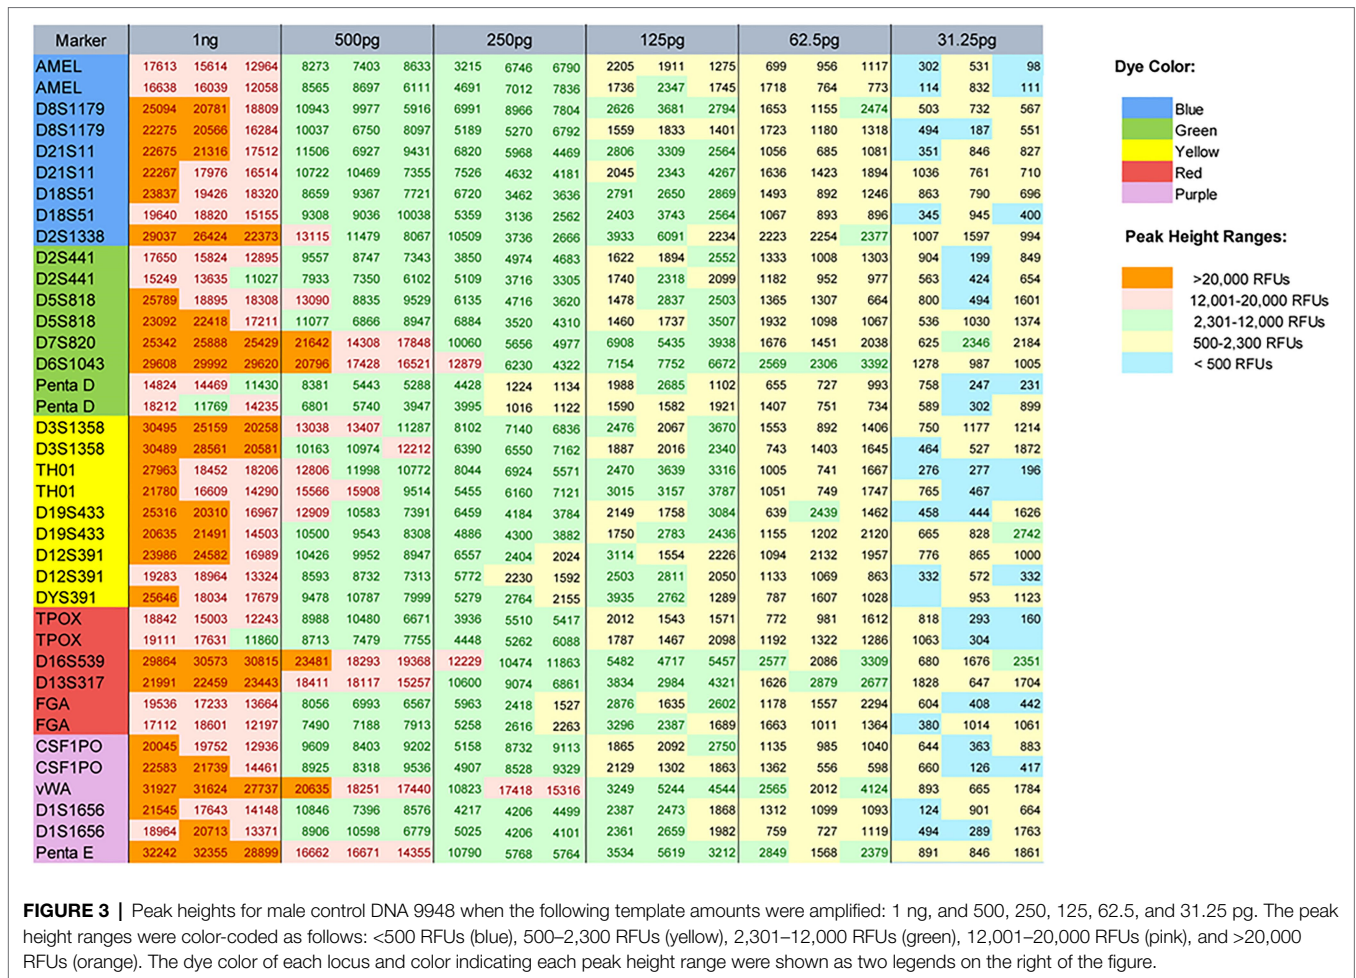 Marker 1ng 500pg 250pg 125pg 62.5pg 31.25pg
AMEL 17613 15614 12964 8273 7403 8633 3215 6746 6790 2205 1911 1275 699 956 1117 302 531 98
AMEL 16638 16039 12058 8565 8697 6111 4691 7012 7836 1736 2347 1745 1718 764 773 114 832 111
D8S1179 25094 20781 18809 10943 9977 5916 6991 8966 7804 2626 3681 2794 1653 1155 2474 503 732 567
D8S1179 22275 20566 16284 10037 6750 8097 5189 5270 6792 1559 1833 1401 1723 1180 1318 494 187 551
D21S11 22675 21316 17512 11506 6927 9431 6820 5968 4469 2806 3309 2564 1056 685 1081 351 846 827
D21S11 22267 17976 16514 10722 10469 7355 7526 4632 4181 2045 2343 4267 1636 1423 1894 1036 761 710
D18S51 23837 19426 18320 8659 9367 7721 6720 3462 3636 2791 2650 2869 1493 892 1246 863 790 696
D18S51 19640 18820 15155 9308 9036 10038 5359 3136 2562 2403 3743 2564 1067 893 896 345 945 400
D2S1338 29037 26424 22373 13115 11479 8067 10509 3736 2666 3933 6091 2234 2223 2254 2377 1007 1597 994
D2S441 17650 15824 12895 9557 8747 7343 3850 4974 4683 1622 1894 2552 1333 1008 1303 904 199 849
D2S441 15249 13635 11027 7933 7350 6102 5109 3716 3305 1740 2318 2099 1182 952 977 563 424 654
D5S818 25789 18895 18308 13090 8835 9529 6135 4716 3620 1478 2837 2503 1365 1307 664 800 494 1601
D5S818 23092 22418 17211 11077 6866 8947 6884 3520 4310 1460 1737 3507 1932 1098 1067 536 1030 1374
D7S820 25342 25888 25429 21642 14308 17848 10060 5656 4977 6908 5435 3938 1676 1451 2038 625 2346 2184
D6S1043 29608 29992 29620 20796 17428 16521 12879 6230 4322 7154 7752 6672 2569 2306 3392 1278 987 1005
Penta D 14824 14469 11430 8381 5443 5288 4428 1224 1134 1988 2685 1102 655 727 993 758 247 231
Penta D 18212 11769 14235 6801 5740 3947 3995 1016 1122 1590 1582 1921 1407 751 734 589 302 899
D3S1358 30495 25159 20258 13038 13407 11287 8102 7140 6836 2476 2067 3670 1553 892 1406 750 1177 1214
D3S1358 30489 28561 20581 10163 10974 12212 6390 6550 7162 1887 2016 2340 743 1403 1645 464 527 1872
TH01 27963 18452 18206 12806 11998 10772 8044 6924 5571 2470 3639 3316 1005 741 1667 276 277 196
TH01 21780 16609 14290 15566 15908 9514 5455 6160 7121 3015 3157 3787 1051 749 1747 765 467
D19S433 25316 20310 16967 12909 10583 7391 6459 4184 3784 2149 1758 3084 639 2439 1462 458 444 1626
D19S433 20635 21491 14503 10500 9543 8308 4886 4300 3882 1750 2783 2436 1155 1202 2120 665 828 2742
D12S391 23986 24582 16989 10426 9952 8947 6557 2404 2024 3114 1554 2226 1094 2132 1957 776 865 1000
D12S391 19283 18964 13324 8593 8732 7313 5772 2230 1592 2503 2811 2050 1133 1069 863 332 572 332
DYS391 25646 18034 17679 9478 10787 7999 5279 2764 2155 3935 2762 1289 787 1607 1028 953 1123
TPOX 18842 15003 12243 8988 10480 6671 3936 5510 5417 2012 1543 1571 772 981 1612 818 293 160
TPOX 19111 17631 11860 8713 7479 7755 4448 5262 6088 1787 1467 2098 1192 1322 1286 1063 304
D16S539 29864 30573 30815 23481 18293 19368 12229 10474 11863 5482 4717 5457 2577 2086 3309 680 1676 2351
D13S317 21991 22459 23443 18411 18117 15257 10600 9074 6861 3834 2984 4321 1626 2879 2677 1828 647 1704
FGA 19536 17233 13664 8056 6993 6567 5963 2418 1527 2876 1635 2602 1178 1557 2294 604 408 442
FGA 17112 18601 12197 7490 7188 7913 5258 2616 2263 3296 2387 1689 1663 1011 1364 380 1014 1061
CSF1PO 20045 19752 12936 9609 8403 9202 5158 8732 9113 1865 2092 2750 1135 985 1040 644 363 883
CSF1PO 22583 21739 14461 8925 8318 9536 4907 8528 9329 2129 1302 1863 1362 556 598 660 126 417
vWA 31927 31624 27737 20635 18251 17440 10823 17418 15316 3249 5244 4544 2565 2012 4124 893 665 1784
D1S1656 21545 17643 14148 10846 7396 8576 4217 4206 4499 2387 2473 1868 1312 1099 1093 124 901 664
D1S1656 18964 20713 13371 8906 10598 6779 5025 4206 4101 2361 2659 1982 759 727 1119 494 289 1763
Penta E 32242 32355 28899 16662 16671 14355 10790 5768 5764 3534 5619 3212 2849 1568 2379 891 846 1861
Dye Color:
Blue
Green
Yellow
Red
Purple
Peak Height Ranges:
>20,000 RFUs
12,001-20,000 RFUs
2,301-12,000 RFUs
500-2,300 RFUs
< 500 RFUs
FIGURE 3 | Peak heights for male control DNA 9948 when the following template amounts were amplified: 1 ng, and 500, 250, 125, 62.5, and 31.25 pg. The peak
height ranges were color-coded as follows: <500 RFUs (blue), 500–2,300 RFUs (yellow), 2,301–12,000 RFUs (green), 12,001–20,000 RFUs (pink), and >20,000
RFUs (orange). The dye color of each locus and color indicating each peak height range were shown as two legends on the right of the figure.